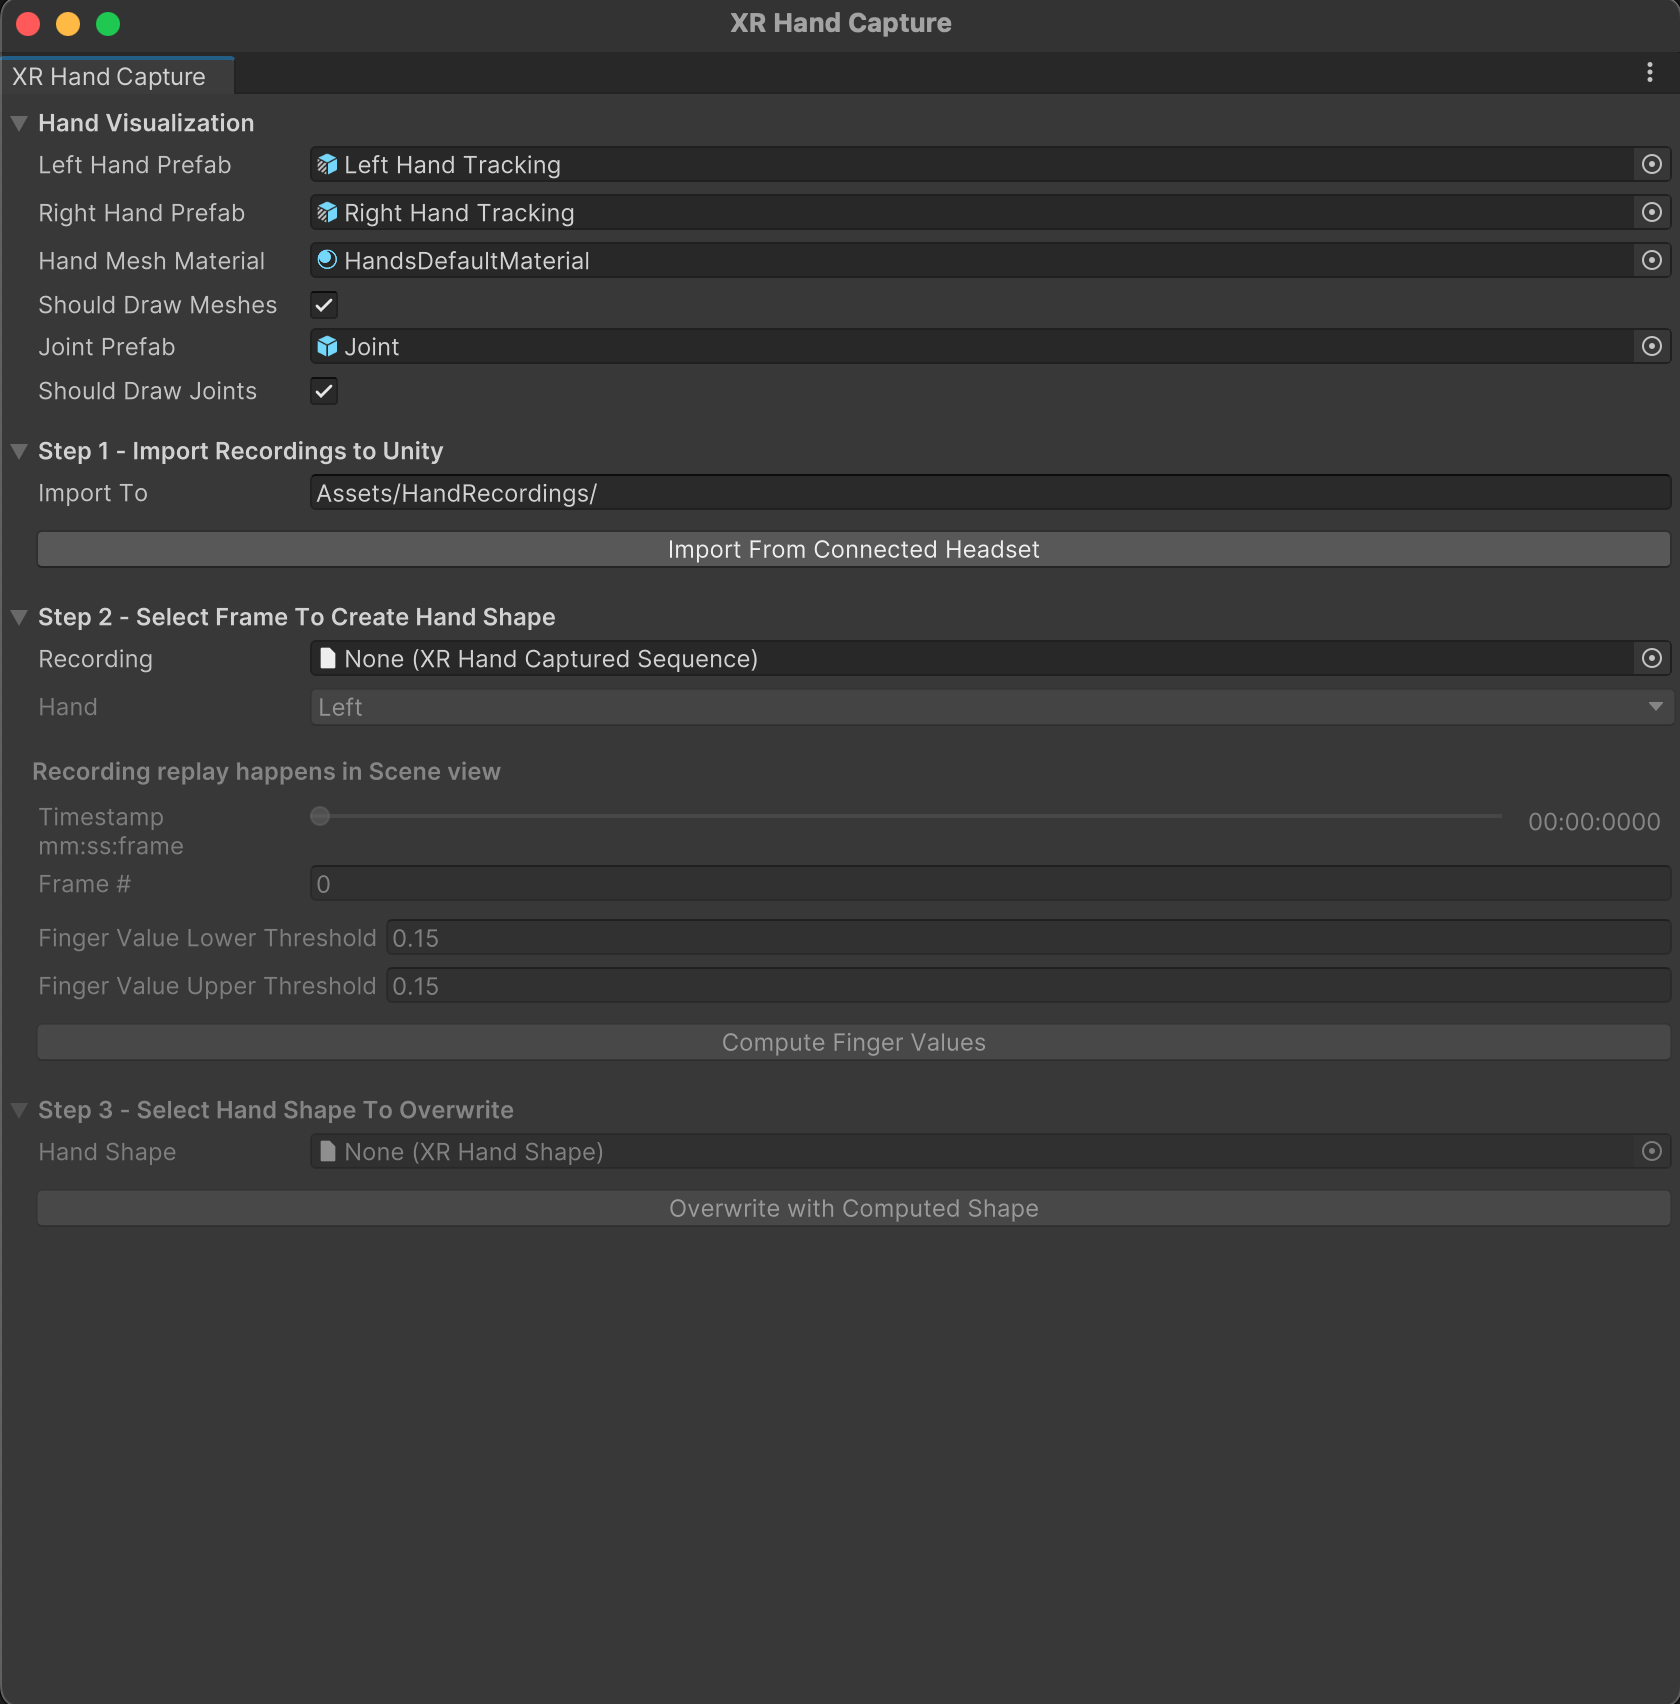 XR Hand Capture
XR Hand Capture
Hand Visualization
Left Hand Prefab Left Hand Tracking
Right Hand Prefab Right Hand Tracking
Hand Mesh Material HandsDefaultMaterial
Should Draw Meshes
Joint Prefab Joint
Should Draw Joints
Step 1 - Import Recordings to Unity
Import To Assets/HandRecordings/
Import From Connected Headset
Step 2 - Select Frame To Create Hand Shape
Recording None (XR Hand Captured Sequence)
Hand Left
Recording replay happens in Scene view
Timestamp 00:00:0000
mm:ss:frame
Frame # 0
Finger Value Lower Threshold 0.15
Finger Value Upper Threshold 0.15
Compute Finger Values
Step 3 - Select Hand Shape To Overwrite
Hand Shape None (XR Hand Shape)
Overwrite with Computed Shape